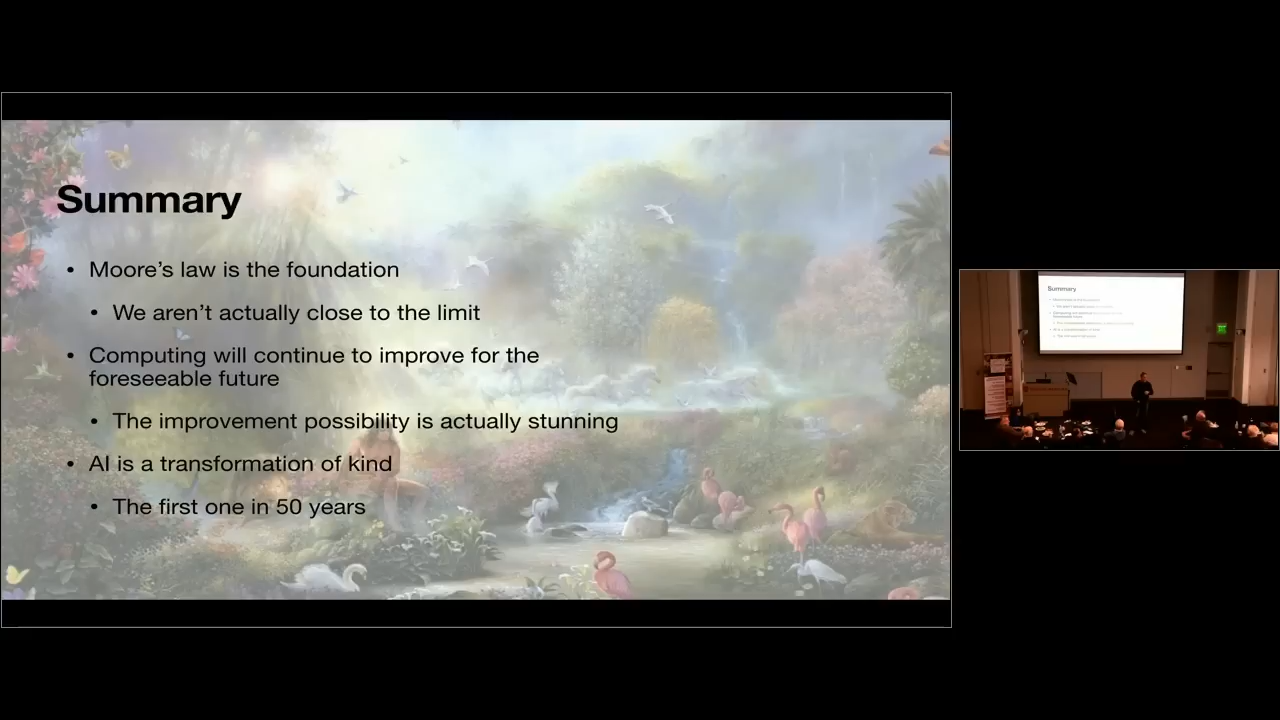 Summary
• Moore's law is the foundation
• We aren't actually close to the limit
• Computing will continue to improve for the
foreseeable future
• The improvement possibility is actually stunning
• AI is a transformation of kind
• The first one in 50 years
Summary